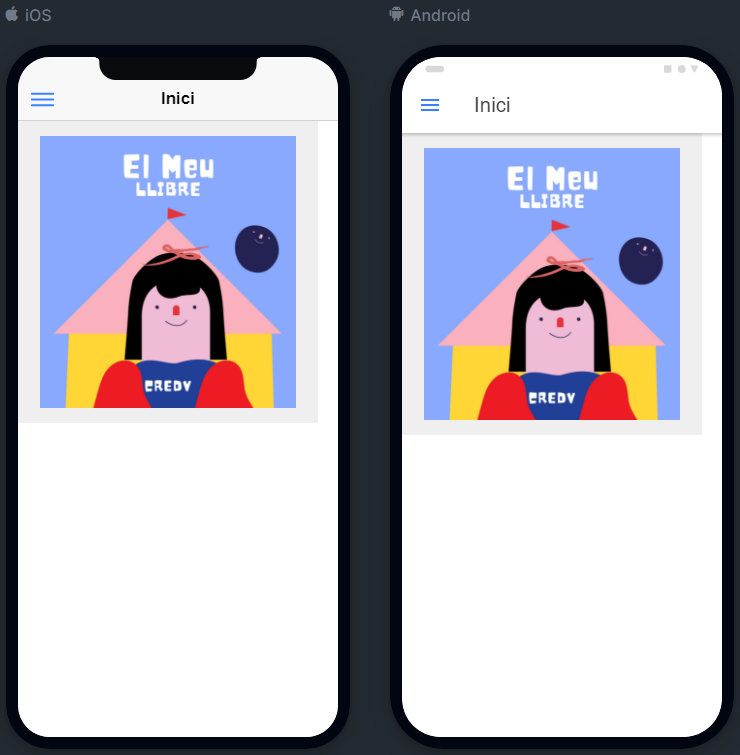 iOS
Android
Inici
El Meu
LLIBRE
CREDV
Inici
El Meu
LLIBRE
CREDV